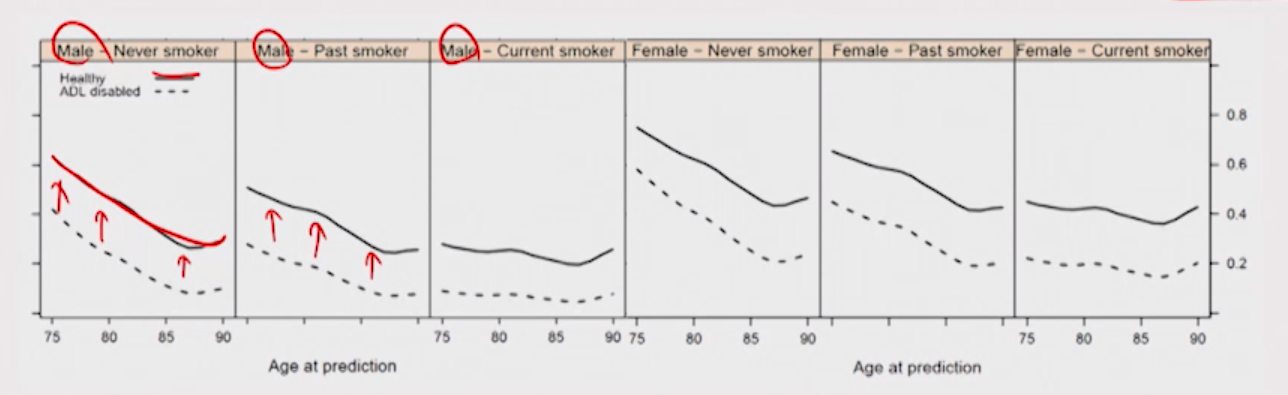 Male – Never smoker
Male – Past smoker
Male – Current smoker
Female – Never smoker
Female – Past smoker
Female – Current smoker
Healthy
ADL disabled
0.8
0.6
0.4
0.2
75 80 85 90
75 80 85 90
75 80 85 90
75 80 85 90
Age at prediction
Age at prediction